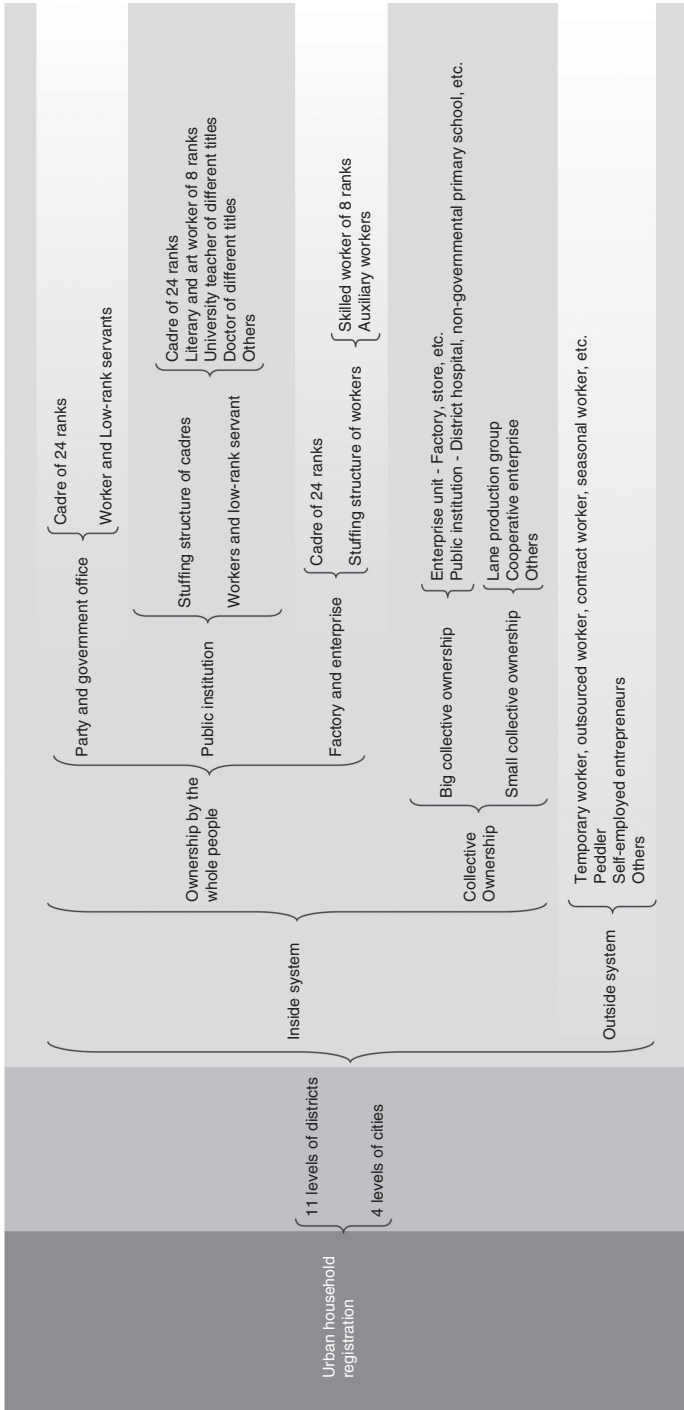 Urban household
registration
11 levels of districts
4 levels of cities
Inside system
Ownership by the
whole people
Party and government office
Cadre of 24 ranks
Worker and Low-rank servants
Public institution
Stuffing structure of cadres
Cadre of 24 ranks
Literary and art worker of 8 ranks
University teacher of different titles
Doctor of different titles
Others
Workers and low-rank servant
Factory and enterprise
Cadre of 24 ranks
Stuffing structure of workers
Skilled worker of 8 ranks
Auxiliary workers
Collective
Ownership
Big collective ownership
Enterprise unit - Factory, store, etc.
Public institution - District hospital, non-governmental primary school, etc.
Small collective ownership
Lane production group
Cooperative enterprise
Others
Outside system
Temporary worker, outsourced worker, contract worker, seasonal worker, etc.
Peddler
Self-employed entrepreneurs
Others